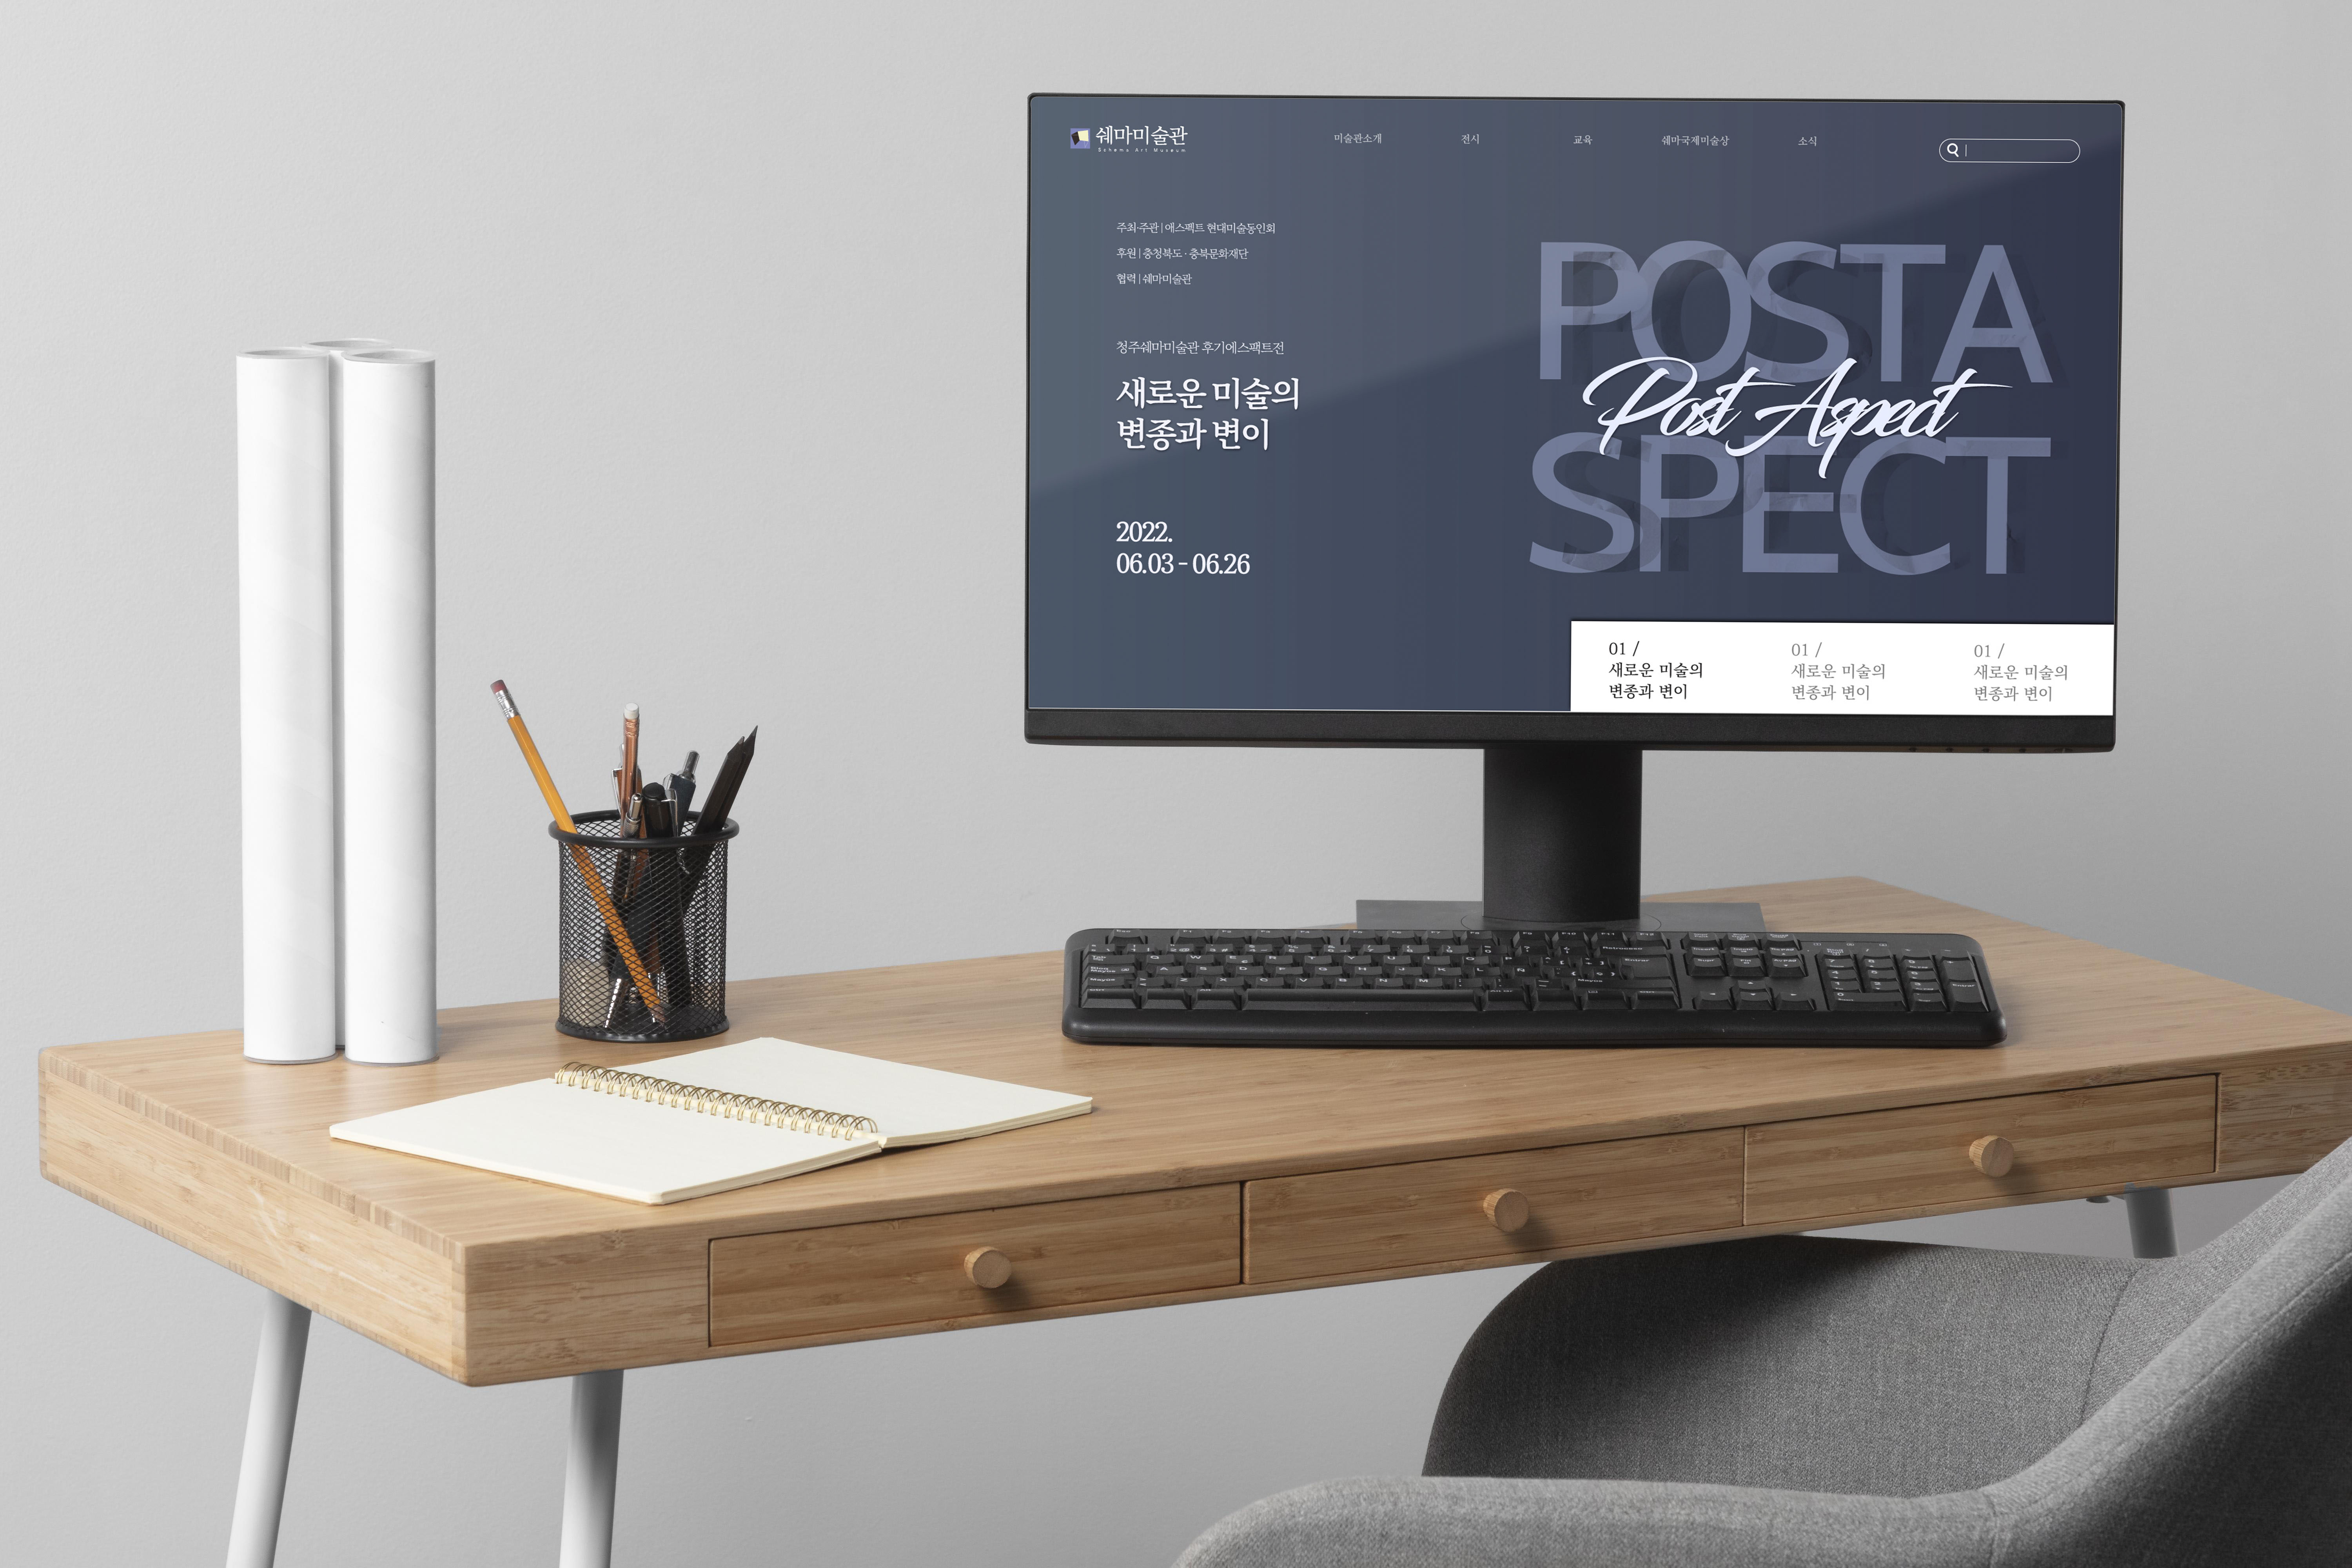 쉐마미술관
Schema Art Museum
미술관소개
전시
교육
쉐마국제미술상
소식
주최·주관 | 애스펙트 현대미술동인회
후원 | 충청북도 · 충북문화재단
협력 | 쉐마미술관
청주쉐마미술관 후기에스팩트전
새로운 미술의
변종과 변이
2022.
06.03 - 06.26
POSTA
Post Aspect
SPECT
01 /
새로운 미술의
변종과 변이
01 /
새로운 미술의
변종과 변이
01 /
새로운 미술의
변종과 변이